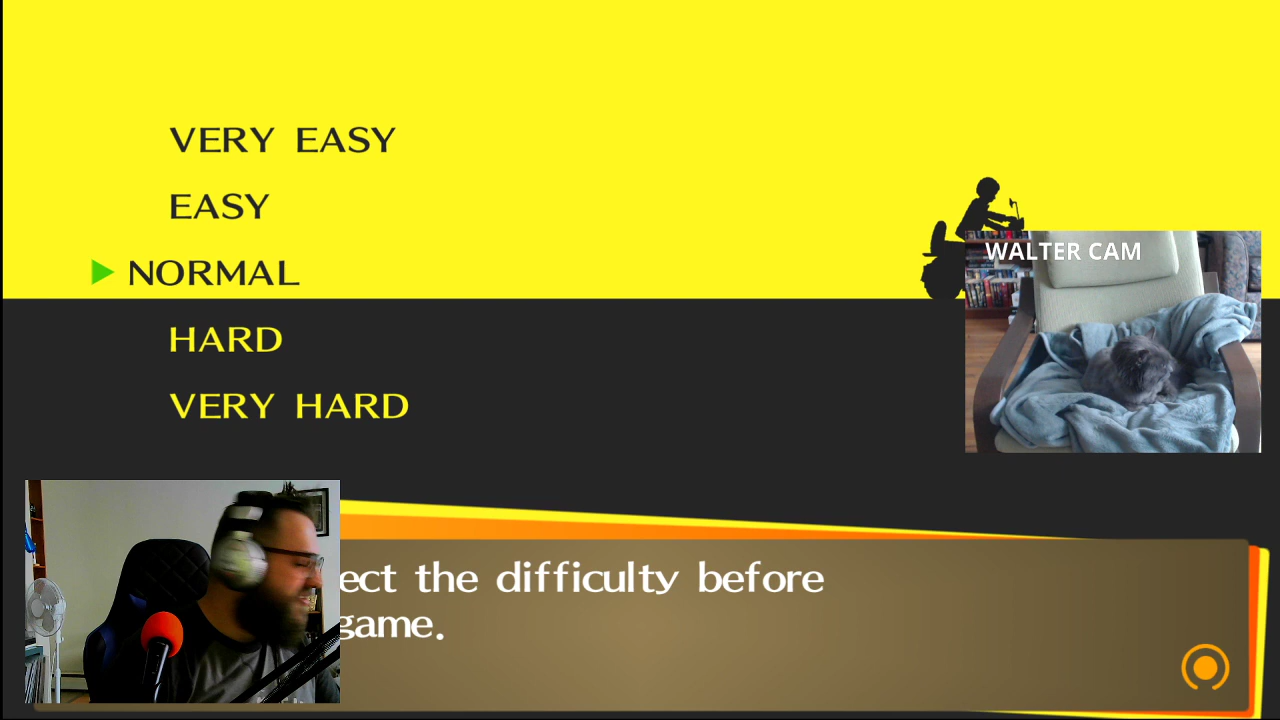 VERY EASY
EASY
NORMAL
HARD
VERY HARD
WALTER CAM
ect the difficulty before
game.